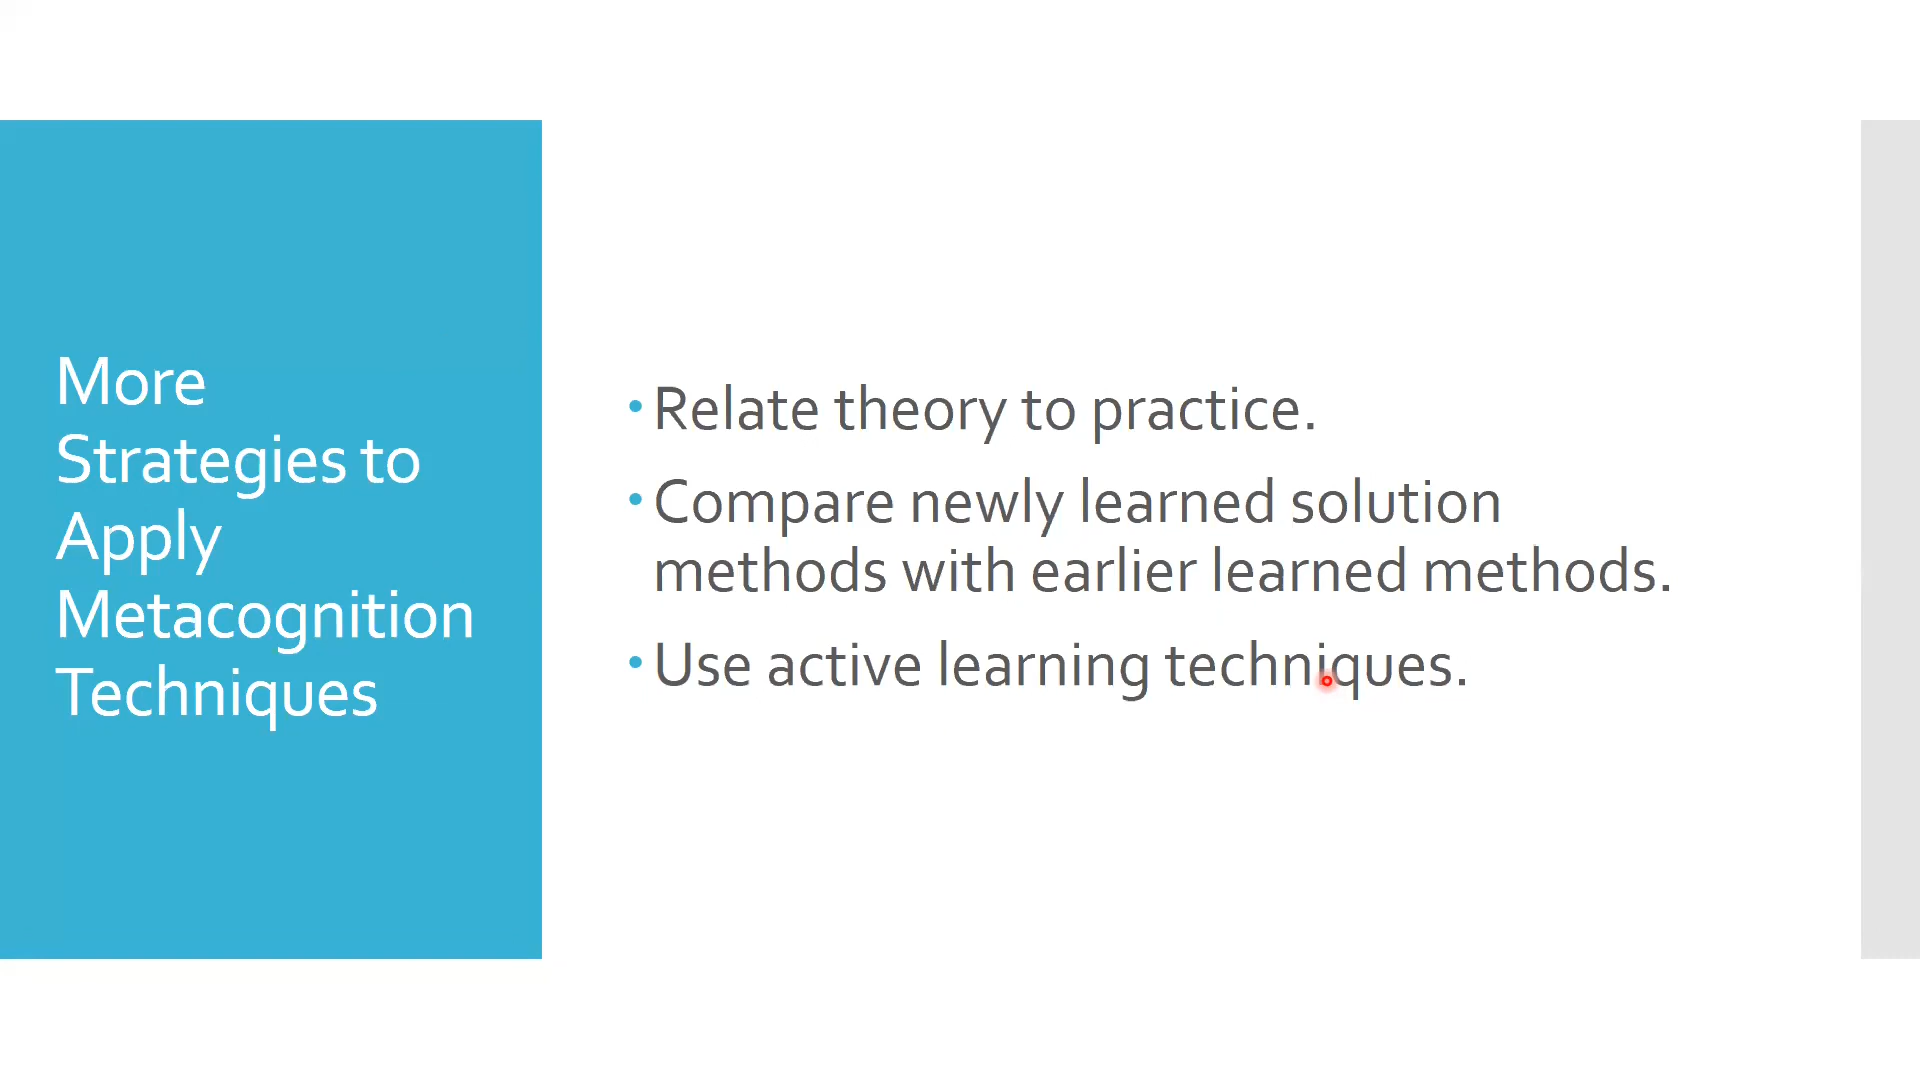 More
Strategies to
Apply
Metacognition
Techniques
• Relate theory to practice.
• Compare newly learned solution
methods with earlier learned methods.
• Use active learning techniques.